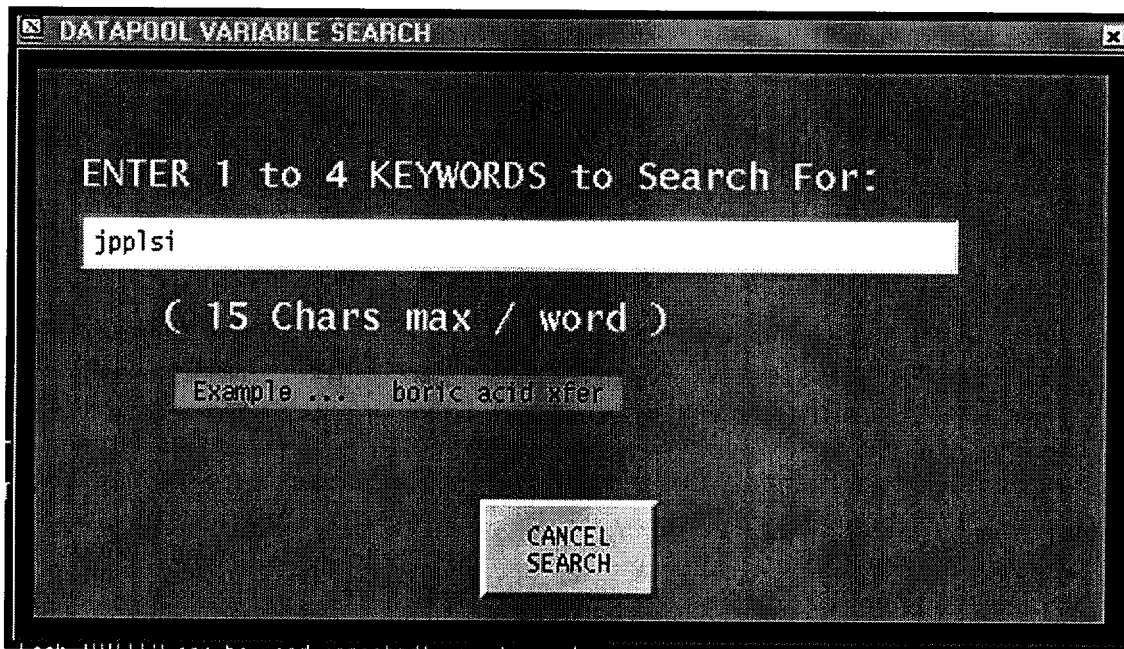 DATAPOOL VARIABLE SEARCH
ENTER 1 to 4 KEYWORDS to Search For:
jpplsi
( 15 Chars max / word )
Example ... boric acid xfer
CANCEL
SEARCH